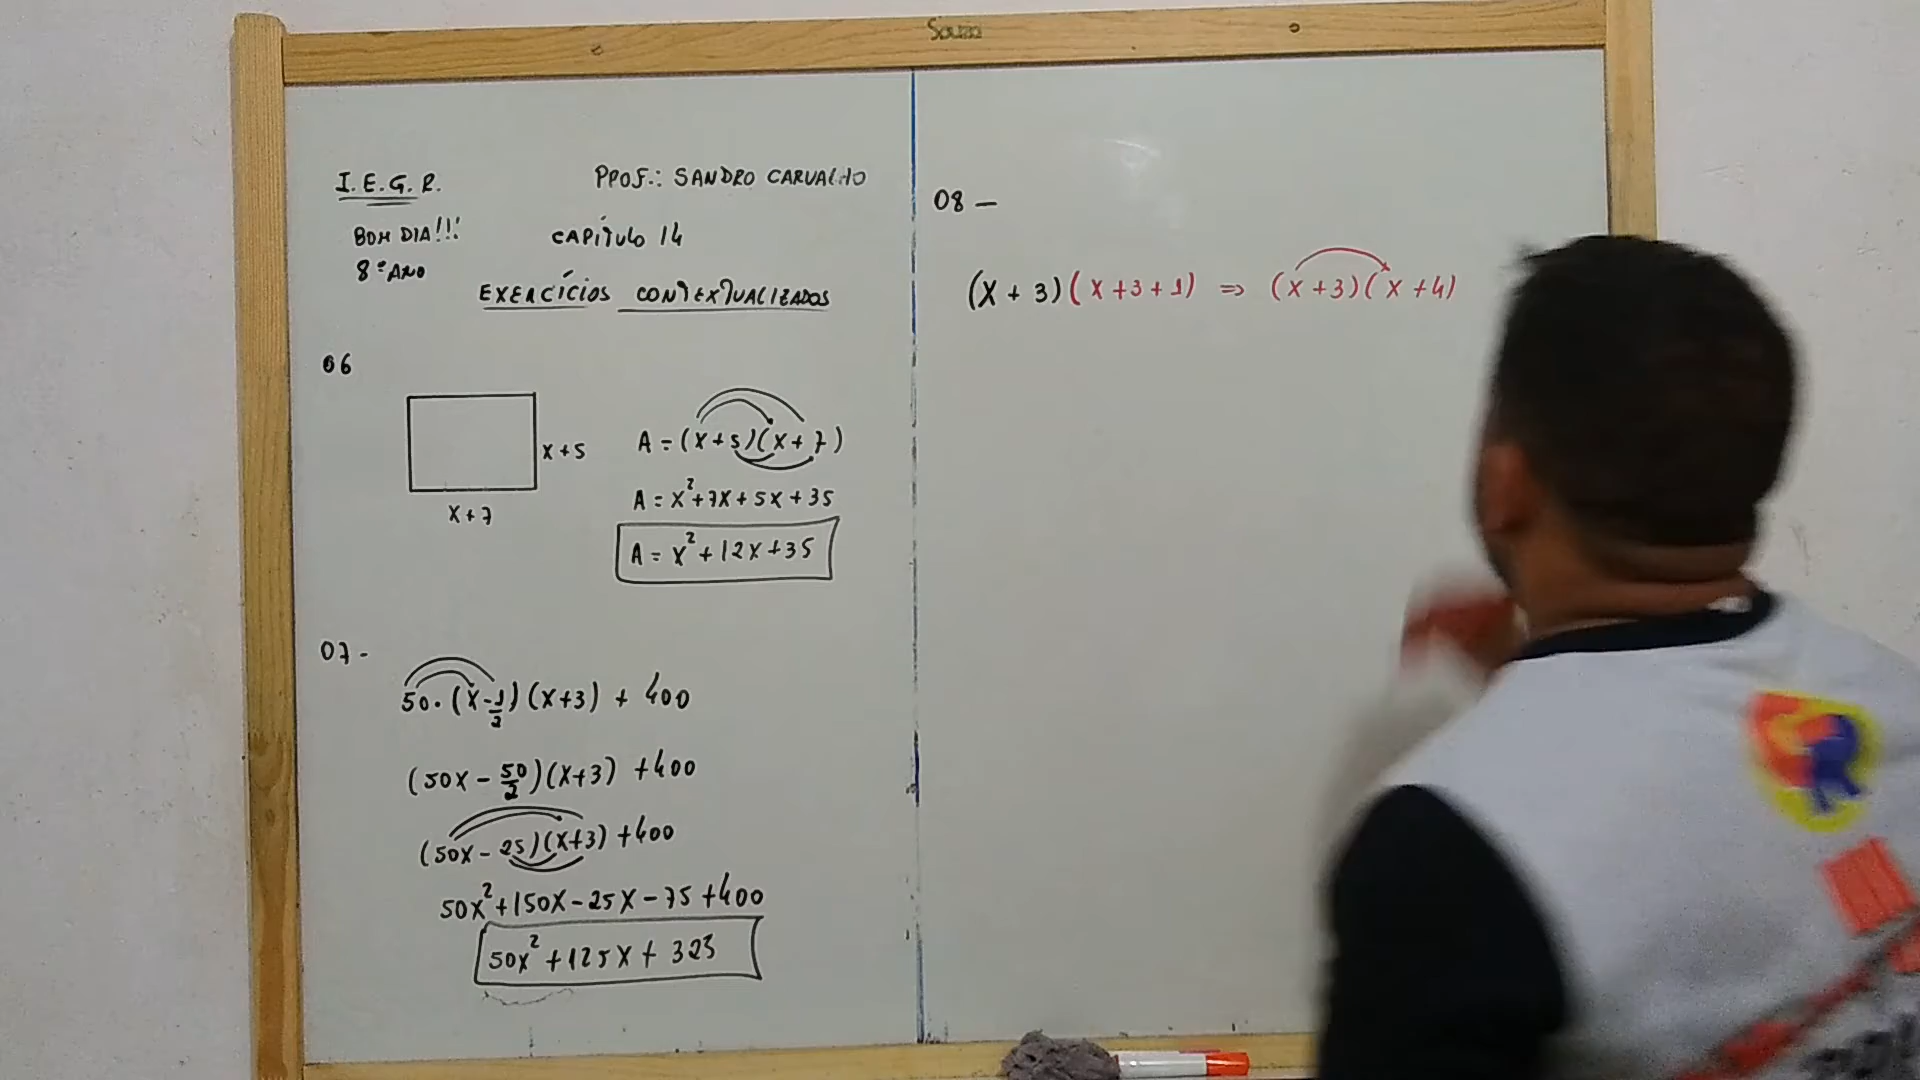 Souza
I.E.G.R.
PROF.: SANDRO CARVALHO
BOM DIA!!!
CAPÍTULO 14
8º ANO
EXERCÍCIOS CONTEXTUALIZADOS
06
x+5
x+7
A = (x+5)(x+7)
A = x²+7x+5x+35
A = x²+12x+35
07-
50·(x-1/2)(x+3) + 400
(50x - 50/2)(x+3) +400
(50x - 25)(x+3) +400
50x²+150x-25x-75+400
50x²+125x+325
08 –
(x+3)(x+3+1) ⇒ (x+3)(x+4)